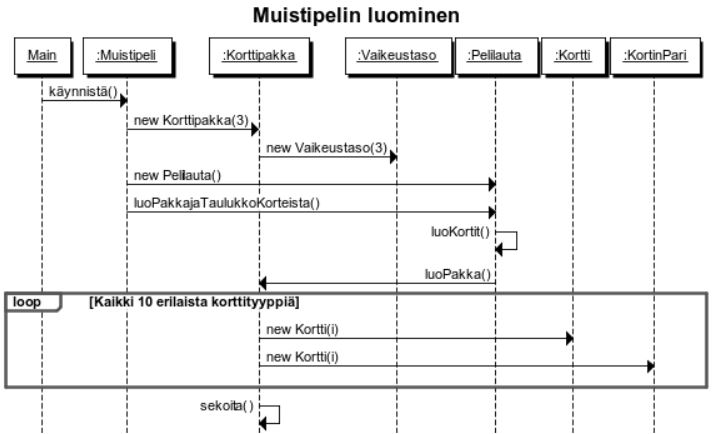 Muistipelin luominen
Main
:Muistipeli
:Korttipakka
:Vaikeustaso
:Pelilauta
:Kortti
:KortinPari
käynnistä()
new Korttipakka(3)
new Vaikeustaso(3)
new Pelilauta()
luoPakkajaTaulukkoKorteista()
luoKortit()
luoPakka()
loop [Kaikki 10 erilaista korttityyppiä]
new Kortti(i)
new Kortti(i)
sekoita()